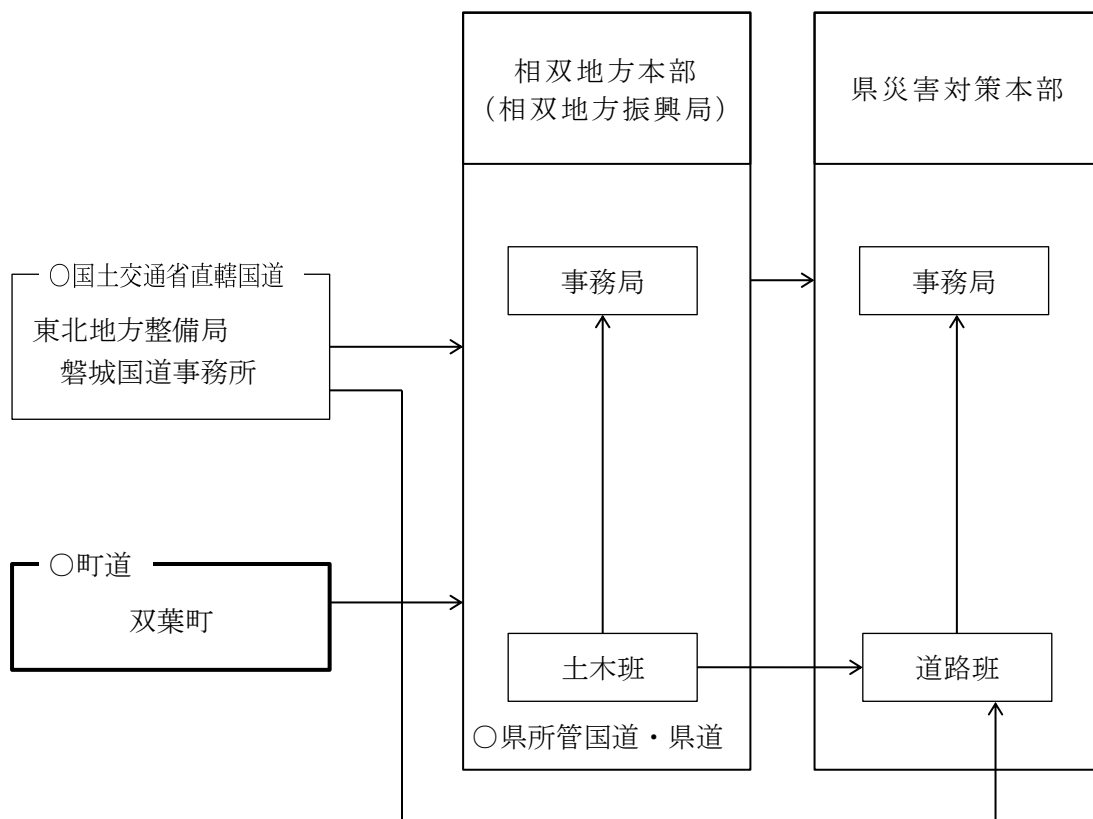 相双地方本部
(相双地方振興局)
県災害対策本部
事務局
事務局
○国土交通省直轄国道
東北地方整備局
磐城国道事務所
○町道
双葉町
土木班
道路班
○県所管国道・県道